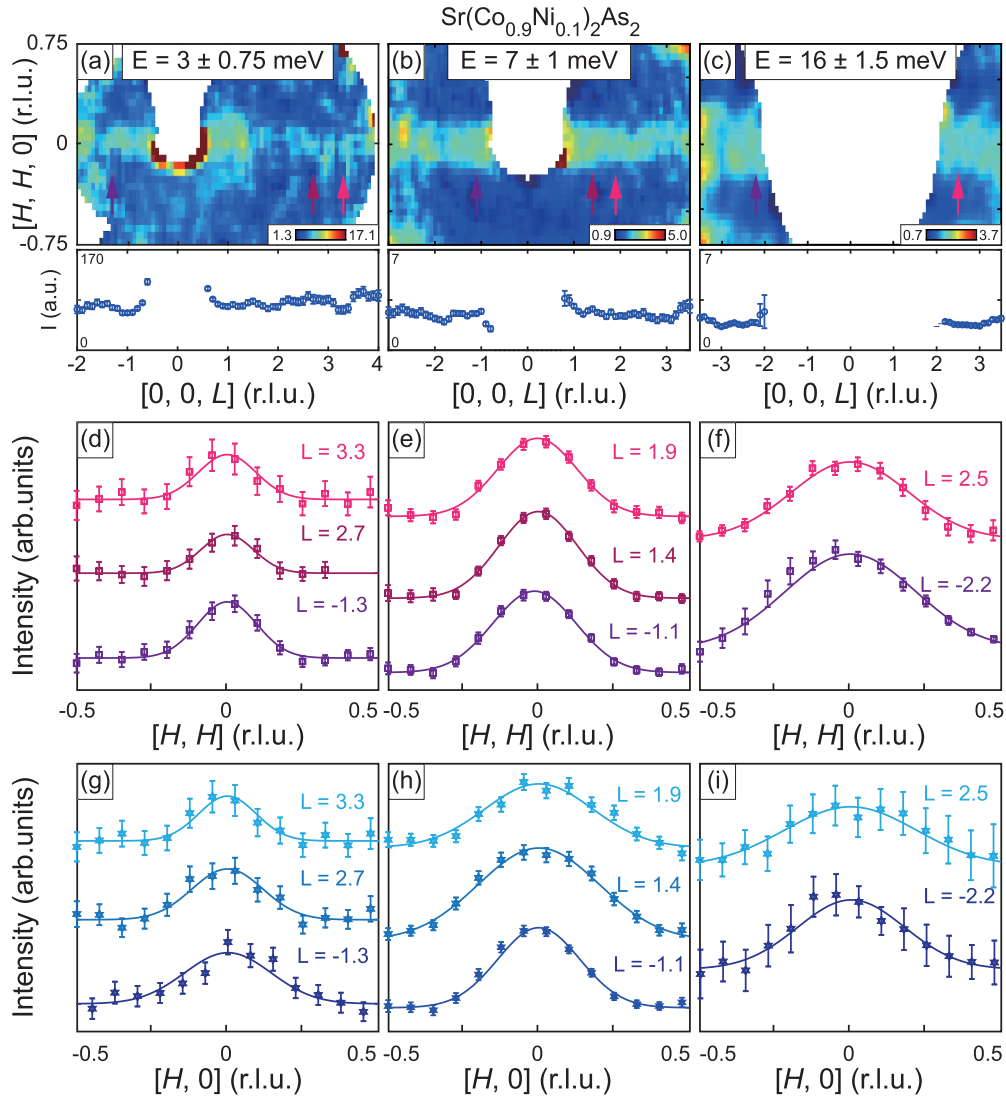 Sr(Co0.9Ni0.1)2As2
(a) E = 3 ± 0.75 meV
(b) E = 7 ± 1 meV
(c) E = 16 ± 1.5 meV
[H, H, 0] (r.l.u.)
0.75
0
-0.75
1.3 17.1
0.9 5.0
0.7 3.7
I (a.u.)
170
0
7
0
7
0
-2 -1 0 1 2 3 4
-2 -1 0 1 2 3
-3 -2 -1 0 1 2 3
[0, 0, L] (r.l.u.)
[0, 0, L] (r.l.u.)
[0, 0, L] (r.l.u.)
Intensity (arb.units)
(d)
L = 3.3
L = 2.7
L = -1.3
(e)
L = 1.9
L = 1.4
L = -1.1
(f)
L = 2.5
L = -2.2
-0.5 0 0.5
-0.5 0 0.5
-0.5 0 0.5
[H, H] (r.l.u.)
[H, H] (r.l.u.)
[H, H] (r.l.u.)
Intensity (arb.units)
(g)
L = 3.3
L = 2.7
L = -1.3
(h)
L = 1.9
L = 1.4
L = -1.1
(i)
L = 2.5
L = -2.2
-0.5 0 0.5
-0.5 0 0.5
-0.5 0 0.5
[H, 0] (r.l.u.)
[H, 0] (r.l.u.)
[H, 0] (r.l.u.)